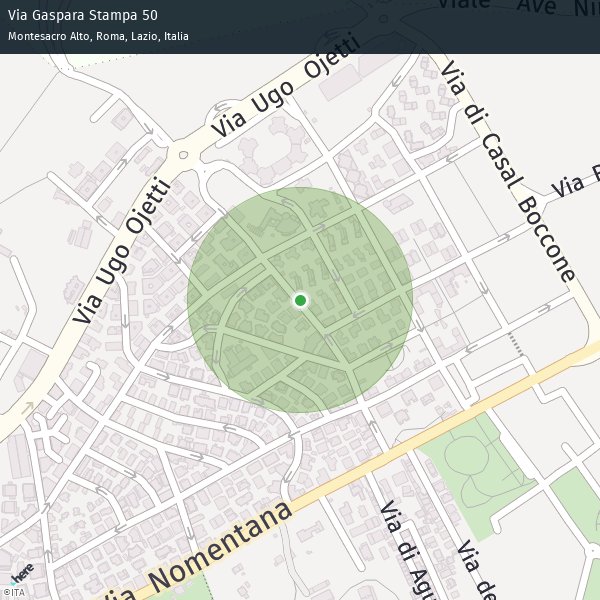 Via Gaspara Stampa 50
Montesacro Alto, Roma, Lazio, Italia
Viale Ave Ni
Via Ugo Ojetti
Via di Casal Boccone
Via
Via Ugo Ojetti
Via Nomentana
Via di Agu
Via de
here
©ITA